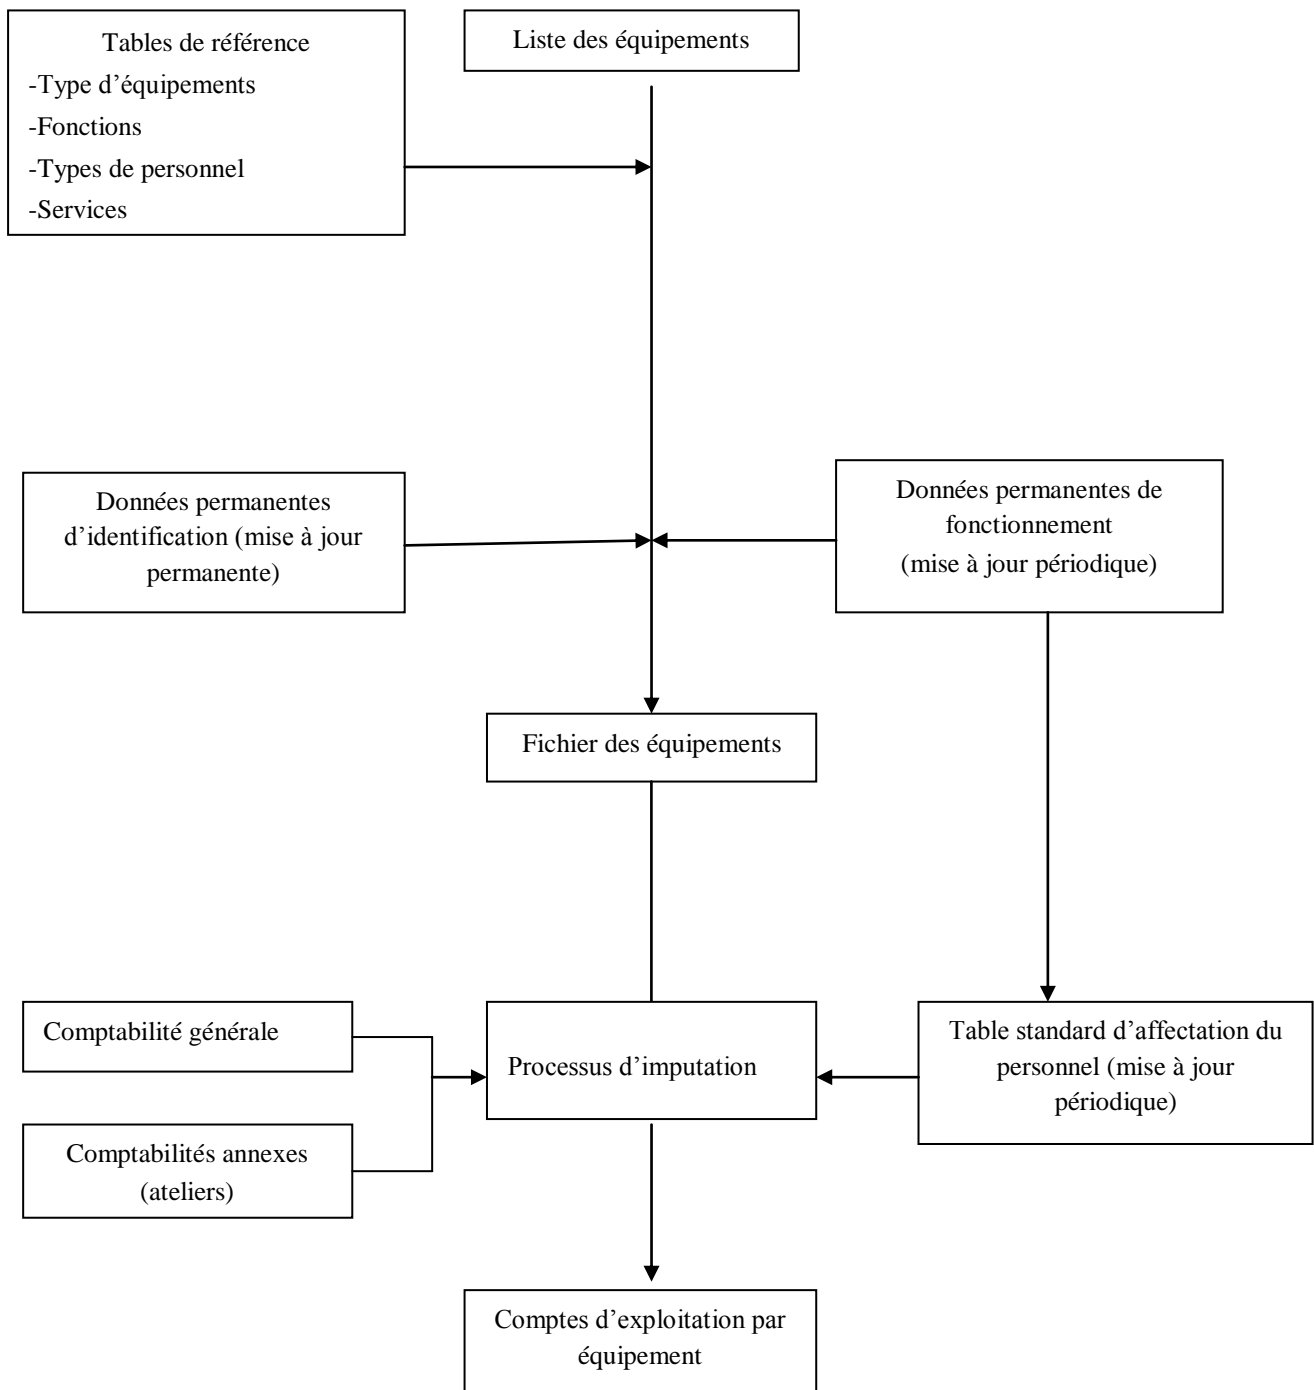 Tables de référence
-Type d’équipements
-Fonctions
-Types de personnel
-Services
Liste des équipements
Données permanentes
d’identification (mise à jour
permanente)
Données permanentes de
fonctionnement
(mise à jour périodique)
Fichier des équipements
Comptabilité générale
Processus d’imputation
Table standard d’affectation du
personnel (mise à jour
périodique)
Comptabilités annexes
(ateliers)
Comptes d’exploitation par
équipement